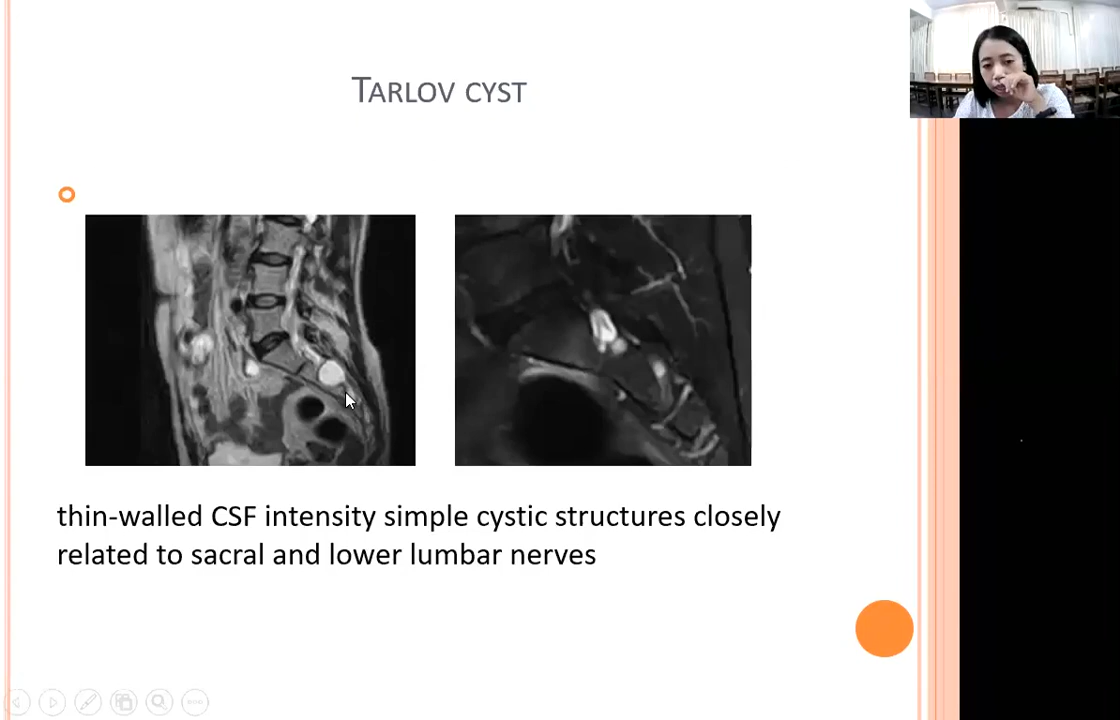 TARLOV CYST
thin-walled CSF intensity simple cystic structures closely
related to sacral and lower lumbar nerves